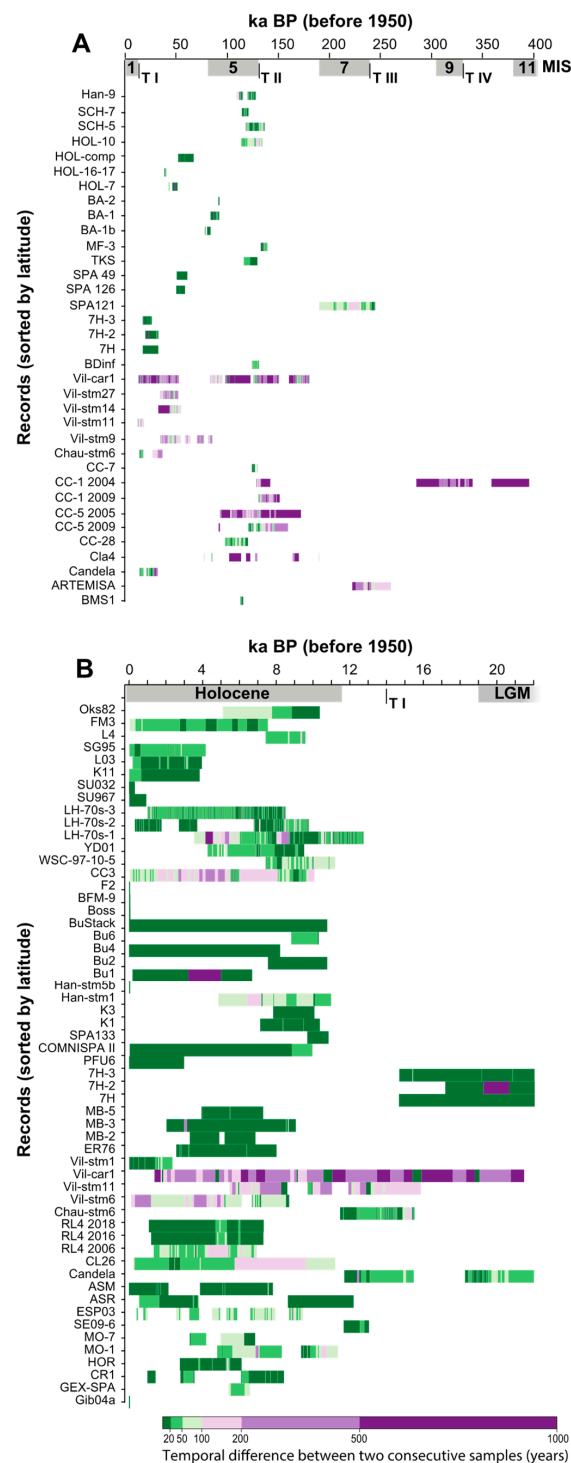 ka BP (before 1950)
A
0 50 100 150 200 250 300 350 400
1 5 7 9 11 MIS
T I T II T III T IV
Records (sorted by latitude)
Han-9
SCH-7
SCH-5
HOL-10
HOL-comp
HOL-16-17
HOL-7
BA-2
BA-1
BA-1b
MF-3
TKS
SPA 49
SPA 126
SPA121
7H-3
7H-2
7H
BDinf
Vil-car1
Vil-stm27
Vil-stm14
Vil-stm11
Vil-stm9
Chau-stm6
CC-7
CC-1 2004
CC-1 2009
CC-5 2005
CC-5 2009
CC-28
Cla4
Candela
ARTEMISA
BMS1
ka BP (before 1950)
B
0 4 8 12 16 20
Holocene T I LGM
Records (sorted by latitude)
Oks82
FM3
L4
SG95
L03
K11
SU032
SU967
LH-70s-3
LH-70s-2
LH-70s-1
YD01
WSC-97-10-5
CC3
F2
BFM-9
Boss
BuStack
Bu6
Bu4
Bu2
Bu1
Han-stm5b
Han-stm1
K3
K1
SPA133
COMNISPA II
PFU6
7H-3
7H-2
7H
MB-5
MB-3
MB-2
ER76
Vil-stm1
Vil-car1
Vil-stm11
Vil-stm6
Chau-stm6
RL4 2018
RL4 2016
RL4 2006
CL26
Candela
ASM
ASR
ESP03
SE09-6
MO-7
MO-1
HOR
CR1
GEX-SPA
Gib04a
20 50 100 200 500 1000
Temporal difference between two consecutive samples (years)